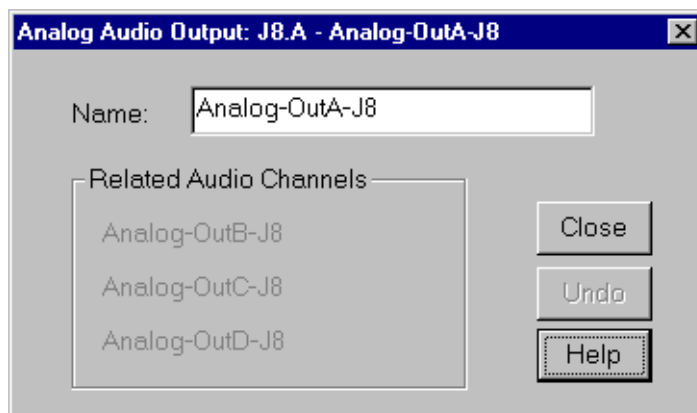 Analog Audio Output: J8.A - Analog-OutA-J8
Name: Analog-OutA-J8
Related Audio Channels
Analog-OutB-J8
Analog-OutC-J8
Analog-OutD-J8
Close
Undo
Help